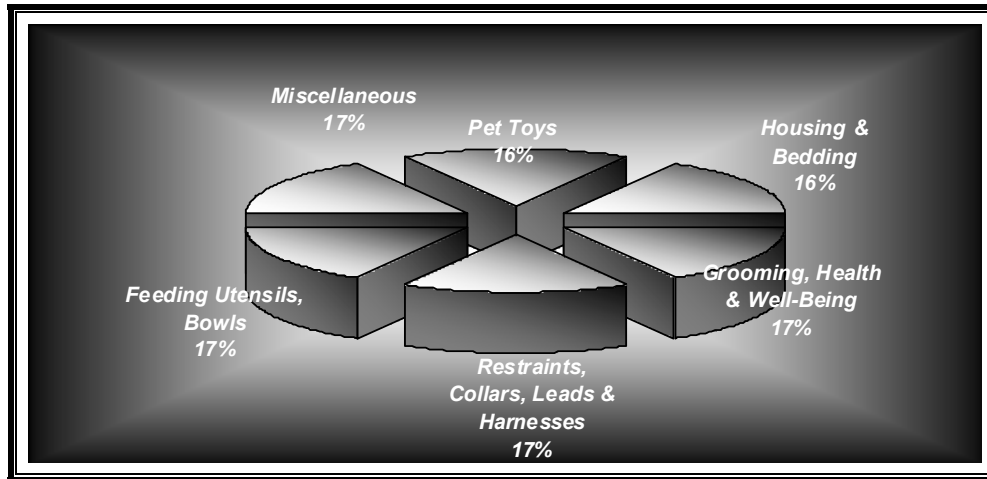 Miscellaneous
17%
Pet Toys
16%
Housing &
Bedding
16%
Grooming, Health
& Well-Being
17%
Feeding Utensils,
Bowls
17%
Restraints,
Collars, Leads &
Harnesses
17%